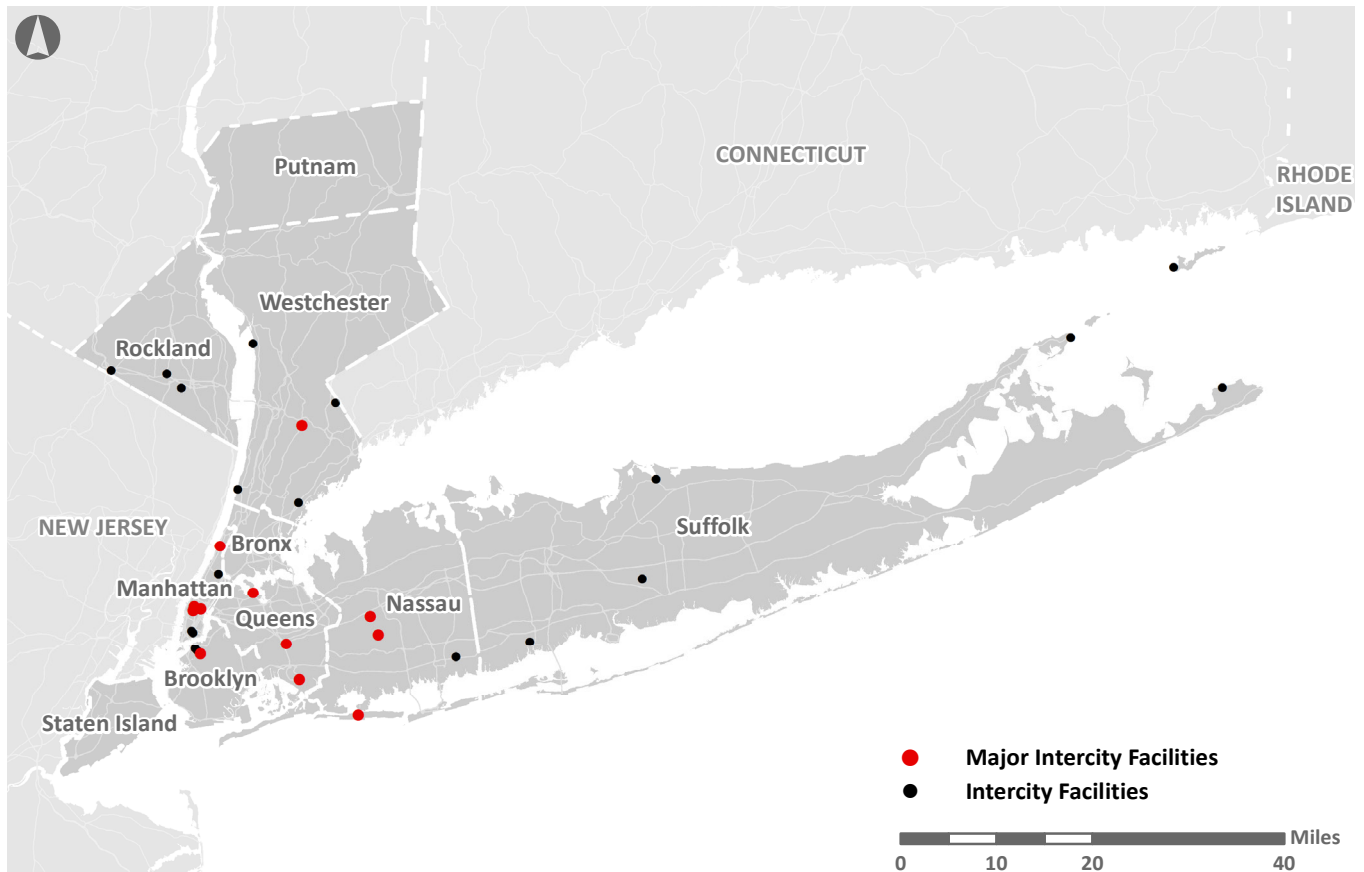 Putnam
CONNECTICUT
RHODE
ISLAND
Westchester
Rockland
NEW JERSEY
Bronx
Suffolk
Manhattan
Queens
Nassau
Brooklyn
Staten Island
Major Intercity Facilities
Intercity Facilities
Miles
0 10 20 40